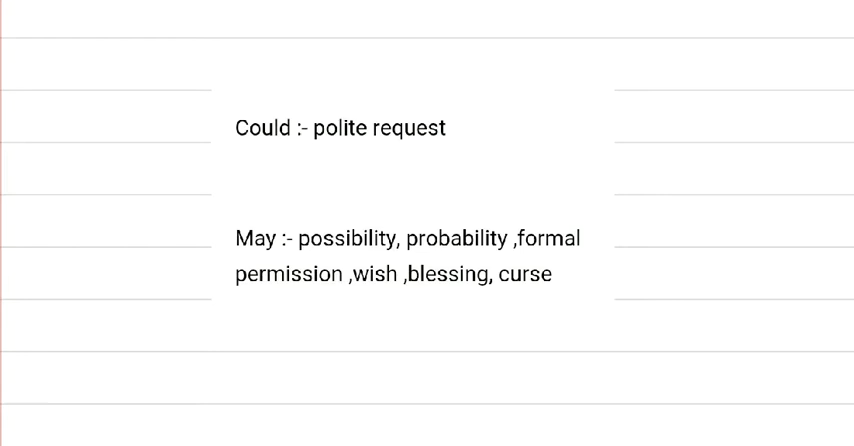 Could :- polite request
May :- possibility, probability ,formal
permission ,wish ,blessing, curse